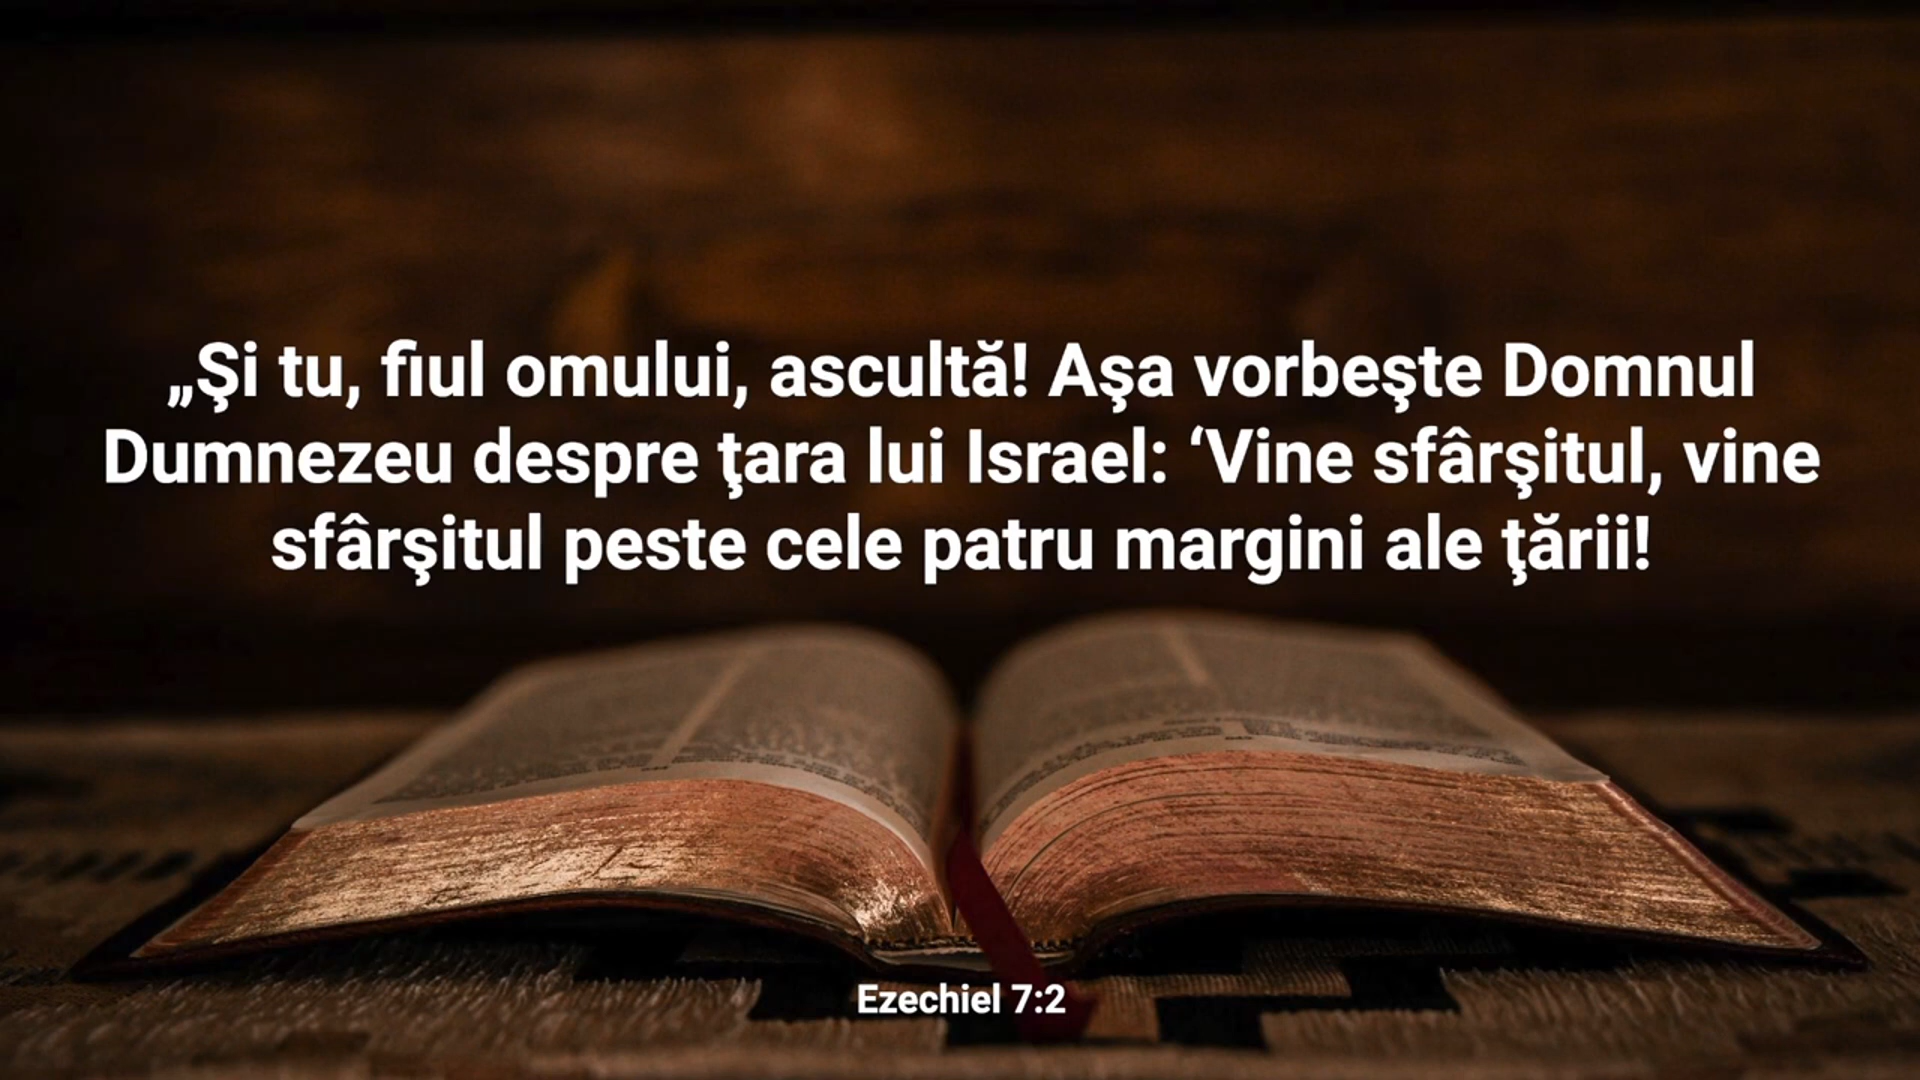 „Şi tu, fiul omului, ascultă! Aşa vorbeşte Domnul
Dumnezeu despre ţara lui Israel: ‘Vine sfârşitul, vine
sfârşitul peste cele patru margini ale ţării!
Ezechiel 7:2